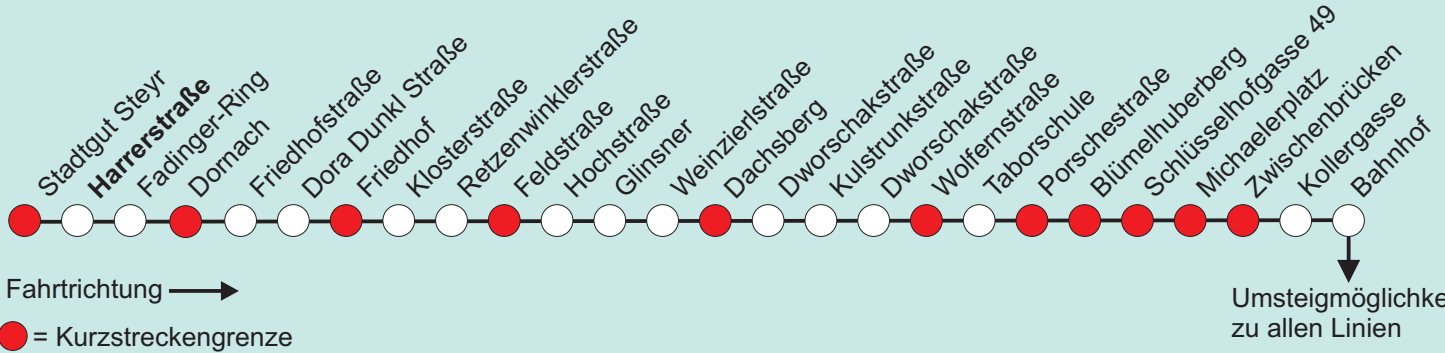 Stadtgut Steyr
Harrerstraße
Fadinger-Ring
Dornach
Friedhofstraße
Dora Dunkl Straße
Friedhof
Klosterstraße
Retzenwinklerstraße
Feldstraße
Hochstraße
Glinsner
Weinzierlstraße
Dachsberg
Dworschakstraße
Kulstrunkstraße
Dworschakstraße
Wolfernstraße
Taborschule
Porschestraße
Blümelhuberberg
Schlüsselhofgasse 49
Michaelerplatz
Zwischenbrücken
Kollergasse
Bahnhof
Fahrtrichtung
= Kurzstreckengrenze
Umsteigmöglichke
zu allen Linien